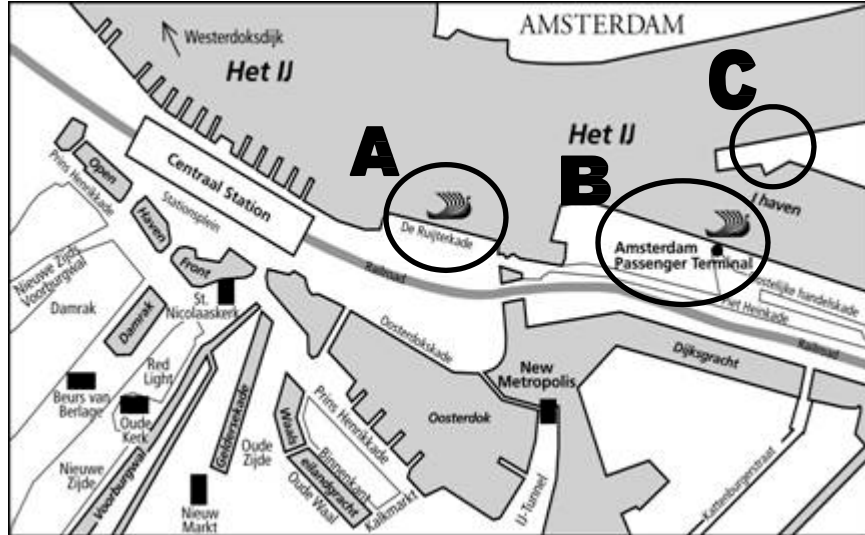 AMSTERDAM
Westerdoksdijk
Het IJ
C
A
Het IJ
B
Centraal Station
Open
Prins Henrikkade
Stationsplein
Haven
De Ruijterkade
J haven
Amsterdam
Passenger Terminal
Railroad
Front
Nieuwe Zijds
Voorburgwal
St.
Nicolaaskerk
ostelijke handelskade
Piet Heinkade
Damrak
Damrak
Oosterdokskade
Railroad
Dijksgracht
Red
Light
New
Metropolis
Beurs van
Berlage
Oude
Kerk
Geldersekade
Waals
Prins Henrikkade
Oosterdok
Oude
Zijde
Binnenkant
Nieuwe
Zijde
Voorburgwal
eilandgracht
Oude Waal
Kalkmarkt
IJ-Tunnel
Kattenburgerstraat
Nieuw
Markt